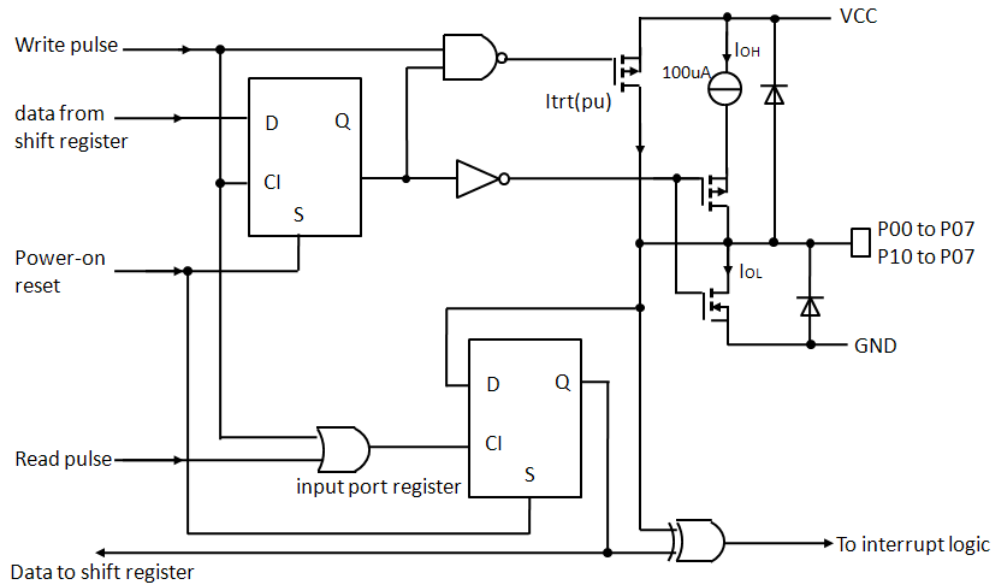 Write pulse
VCC
IOH
100uA
Itrt(pu)
data from
shift register
D
Q
CI
S
P00 to P07
P10 to P07
Power-on
reset
IOL
GND
D
Q
CI
S
Read pulse
input port register
To interrupt logic
Data to shift register